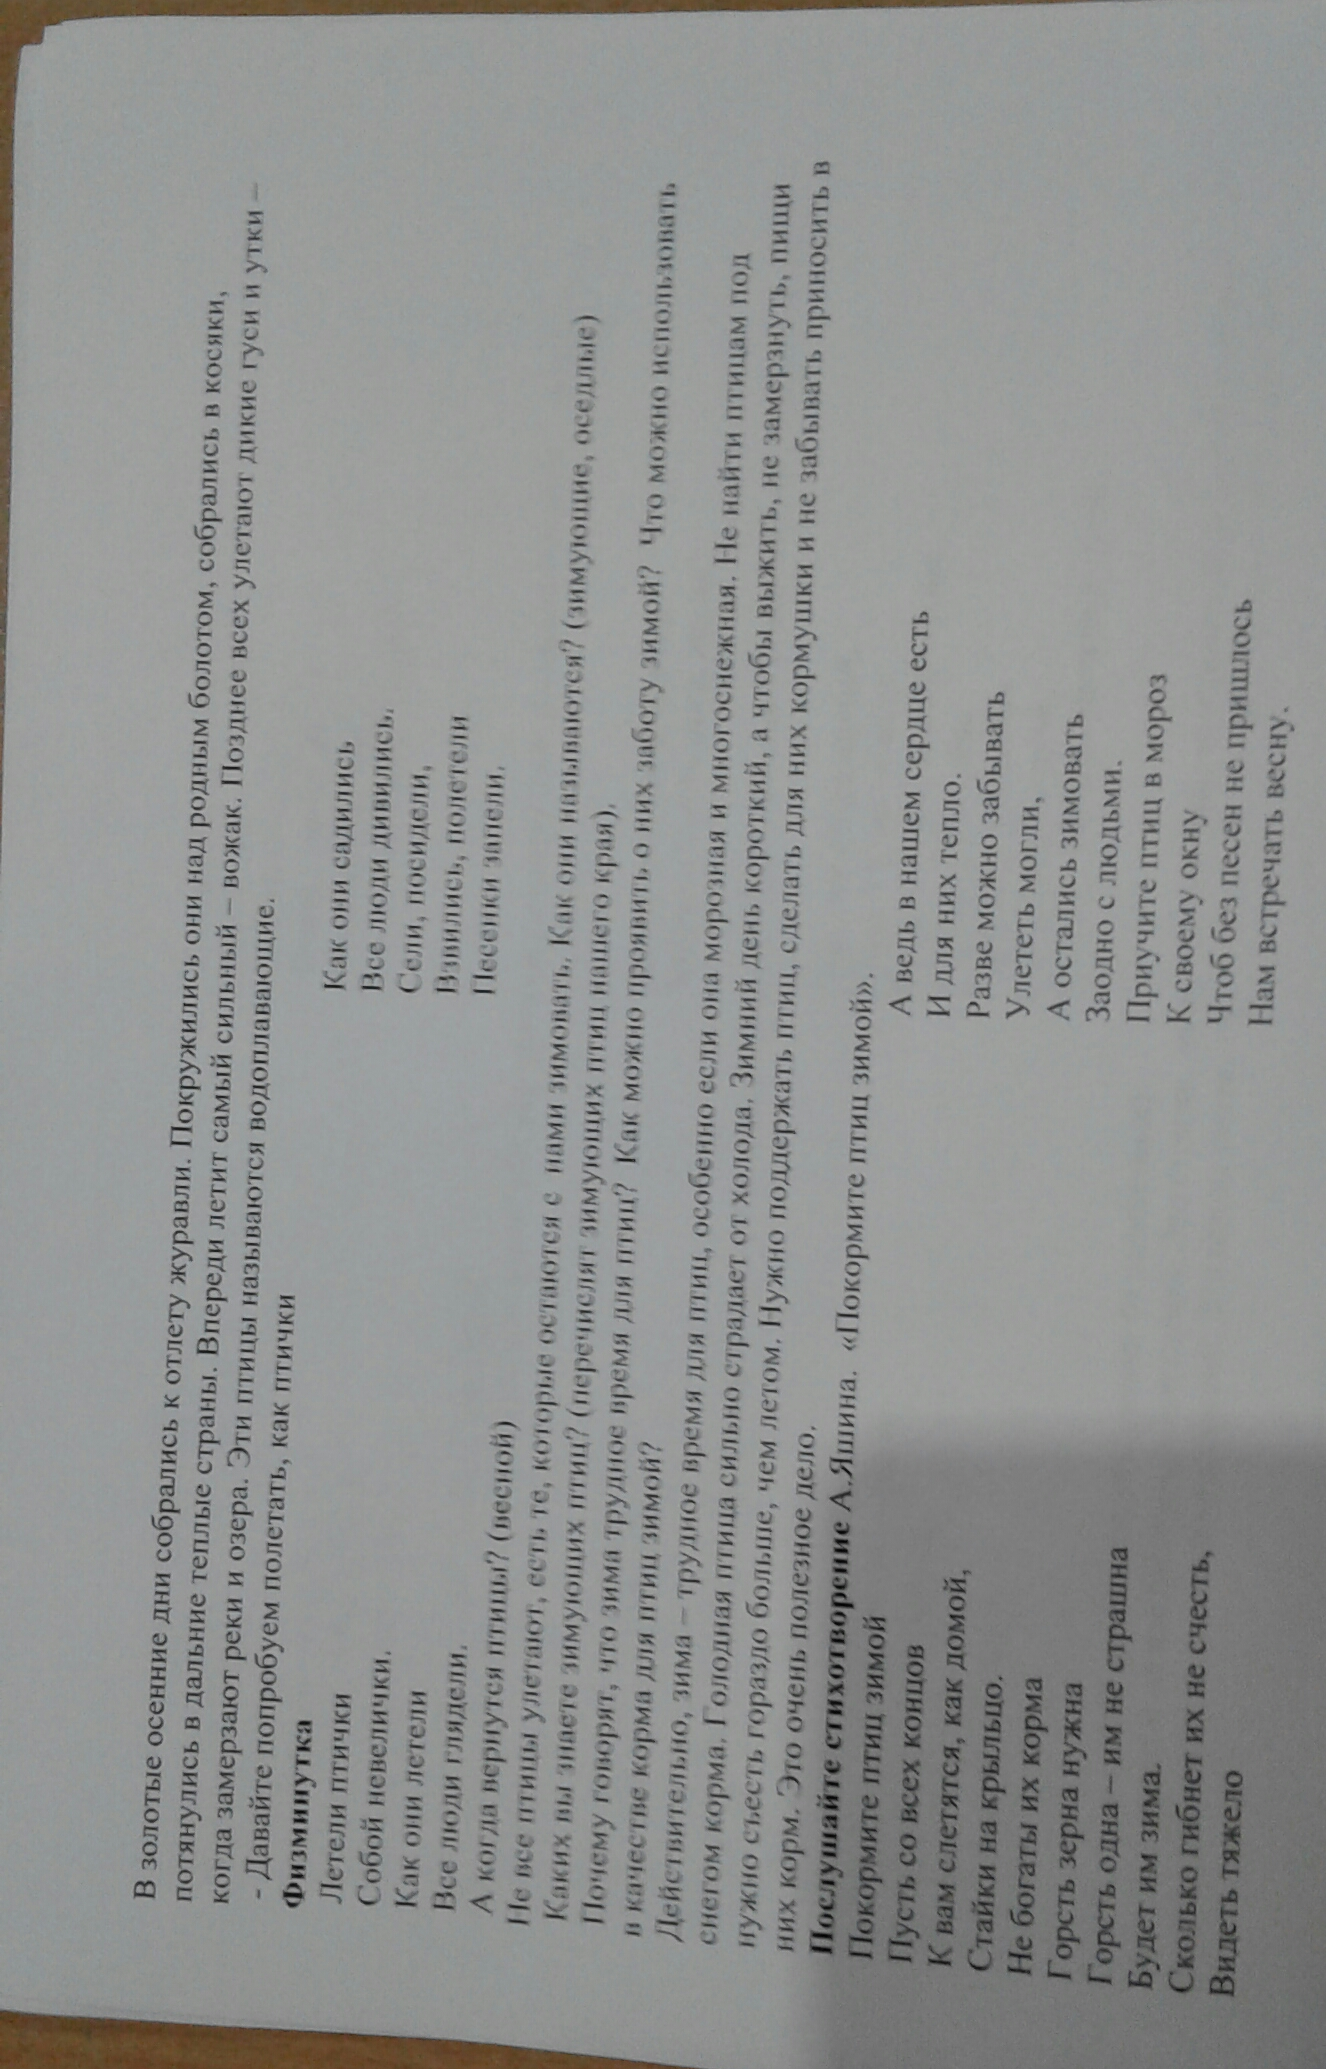 В золотые осенние дни собрались к отлету журавли. Покружились они над родным болотом, собрались в косяки,
потянулись в дальние теплые страны. Впереди летит самый сильный – вожак. Позднее всех улетают дикие гуси и утки –
когда замерзают реки и озера. Эти птицы называются водоплавающие.
- Давайте попробуем полетать, как птички
Физминутка
Летели птички
Собой невелички.
Как они летели
Все люди глядели.
Как они садились
Все люди дивились.
Сели, посидели,
Взвились, полетели
Песенки запели.
А когда вернутся птицы? (весной)
Не все птицы улетают, есть те, которые остаются с нами зимовать. Как они называются? (зимующие, оседлые)
Каких вы знаете зимующих птиц? (перечислят зимующих птиц нашего края).
Почему говорят, что зима трудное время для птиц? Как можно проявить о них заботу зимой? Что можно использовать
в качестве корма для птиц зимой?
Действительно, зима – трудное время для птиц, особенно если она морозная и многоснежная. Не найти птицам под
снегом корма. Голодная птица сильно страдает от холода. Зимний день короткий, а чтобы выжить, не замерзнуть, пищи
нужно съесть гораздо больше, чем летом. Нужно поддержать птиц, сделать для них кормушки и не забывать приносить в
них корм. Это очень полезное дело.
Послушайте стихотворение А.Яшина. «Покормите птиц зимой».
Покормите птиц зимой
Пусть со всех концов
К вам слетятся, как домой,
Стайки на крыльцо.
Не богаты их корма
Горсть зерна нужна
Горсть одна – им не страшна
Будет им зима.
Сколько гибнет их не счесть,
Видеть тяжело
А ведь в нашем сердце есть
И для них тепло.
Разве можно забывать
Улететь могли,
А остались зимовать
Заодно с людьми.
Приучите птиц в мороз
К своему окну
Чтоб без песен не пришлось
Нам встречать весну.